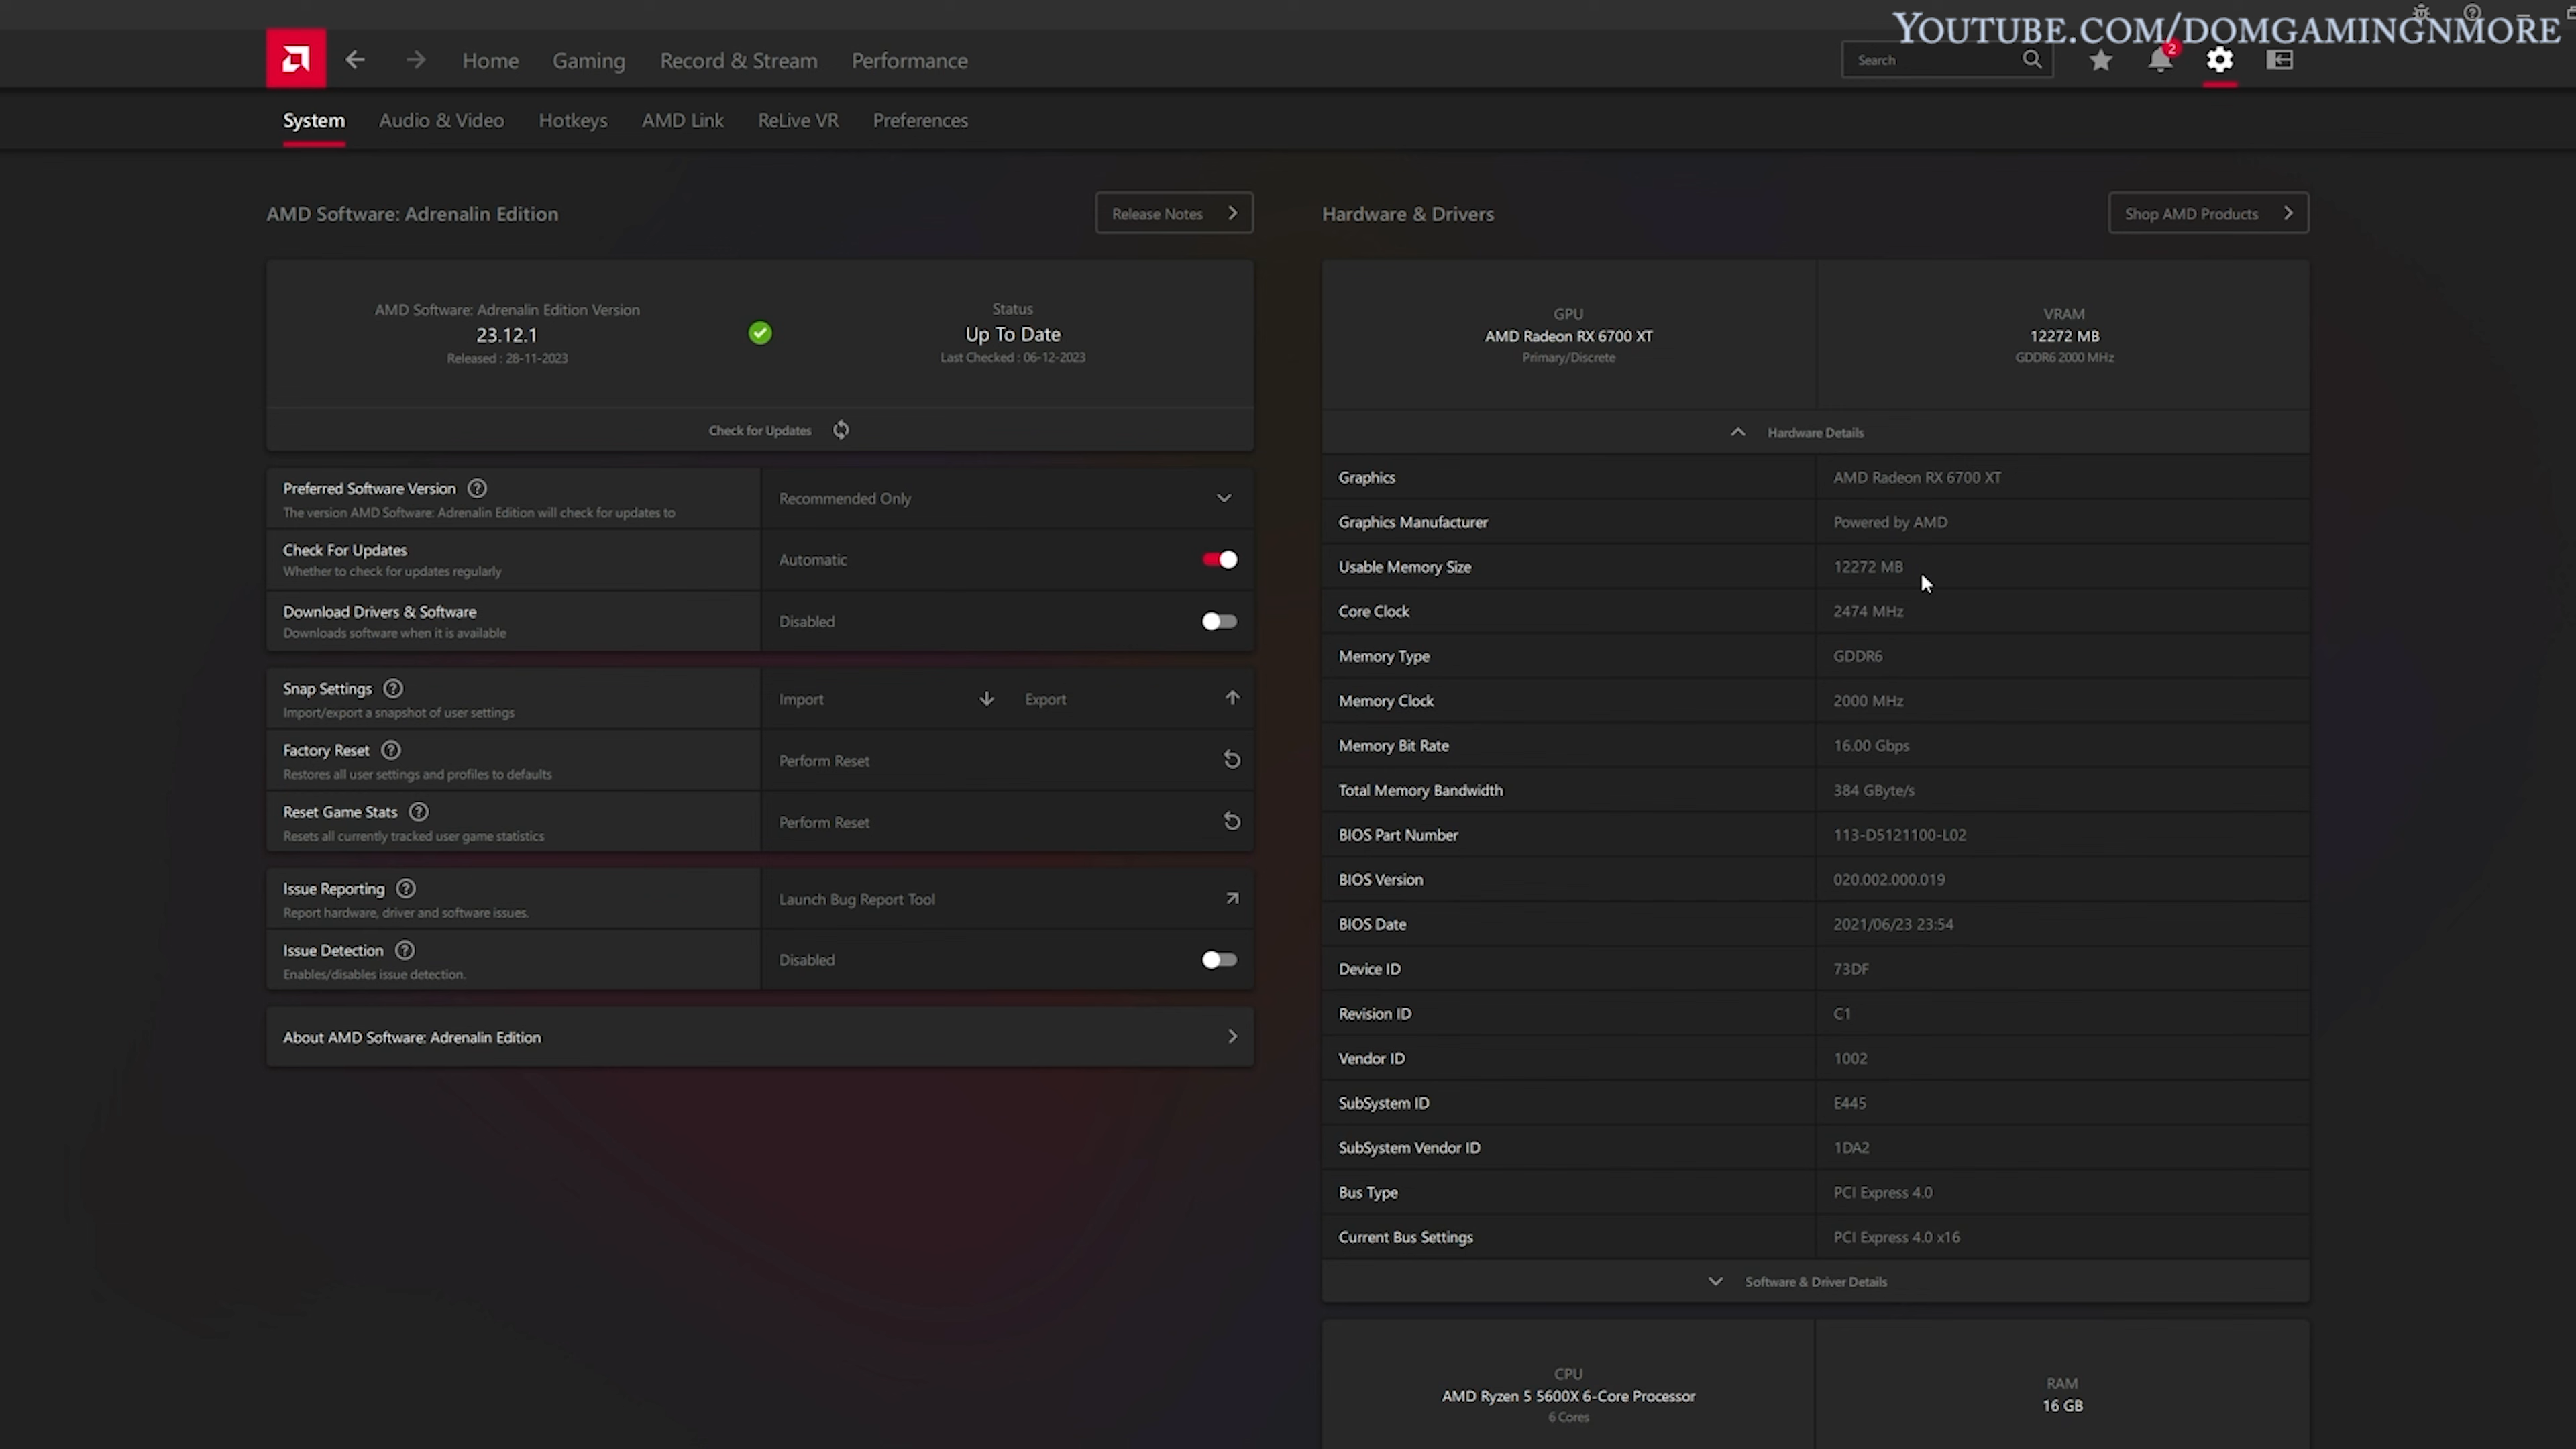 YOUTUBE.COM/DOMGAMINGNMORE
Home Gaming Record & Stream Performance Search 2
System Audio & Video Hotkeys AMD Link ReLive VR Preferences
AMD Software: Adrenalin Edition Release Notes
AMD Software: Adrenalin Edition Version
23.12.1
Released : 28-11-2023
Status
Up To Date
Last Checked : 06-12-2023
Check for Updates
Preferred Software Version
The version AMD Software: Adrenalin Edition will check for updates to
Recommended Only
Check For Updates
Whether to check for updates regularly
Automatic
Download Drivers & Software
Downloads software when it is available
Disabled
Snap Settings
Import/export a snapshot of user settings
Import Export
Factory Reset
Restores all user settings and profiles to defaults
Perform Reset
Reset Game Stats
Resets all currently tracked user game statistics
Perform Reset
Issue Reporting
Report hardware, driver and software issues.
Launch Bug Report Tool
Issue Detection
Enables/disables issue detection.
Disabled
About AMD Software: Adrenalin Edition
Hardware & Drivers Shop AMD Products
GPU
AMD Radeon RX 6700 XT
Primary/Discrete
VRAM
12272 MB
GDDR6 2000 MHz
Hardware Details
Graphics AMD Radeon RX 6700 XT
Graphics Manufacturer Powered by AMD
Usable Memory Size 12272 MB
Core Clock 2474 MHz
Memory Type GDDR6
Memory Clock 2000 MHz
Memory Bit Rate 16.00 Gbps
Total Memory Bandwidth 384 GByte/s
BIOS Part Number 113-D5121100-L02
BIOS Version 020.002.000.019
BIOS Date 2021/06/23 23:54
Device ID 73DF
Revision ID C1
Vendor ID 1002
SubSystem ID E445
SubSystem Vendor ID 1DA2
Bus Type PCI Express 4.0
Current Bus Settings PCI Express 4.0 x16
Software & Driver Details
CPU
AMD Ryzen 5 5600X 6-Core Processor
6 Cores
RAM
16 GB